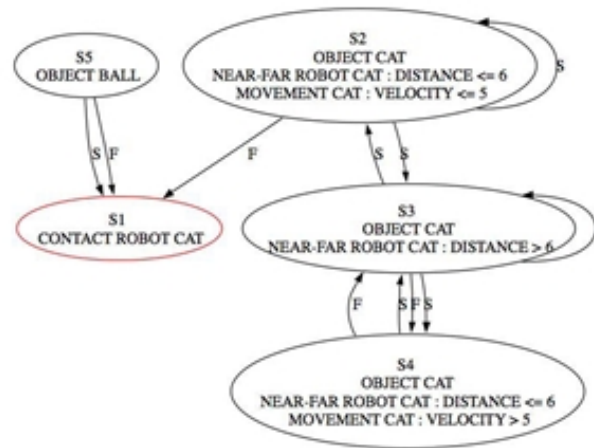 S5
OBJECT BALL
S2
OBJECT CAT
NEAR-FAR ROBOT CAT : DISTANCE <= 6
MOVEMENT CAT : VELOCITY <= 5
S
S
F
F
S
S
S1
CONTACT ROBOT CAT
S3
OBJECT CAT
NEAR-FAR ROBOT CAT : DISTANCE > 6
F
S
F
S
S4
OBJECT CAT
NEAR-FAR ROBOT CAT : DISTANCE <= 6
MOVEMENT CAT : VELOCITY > 5